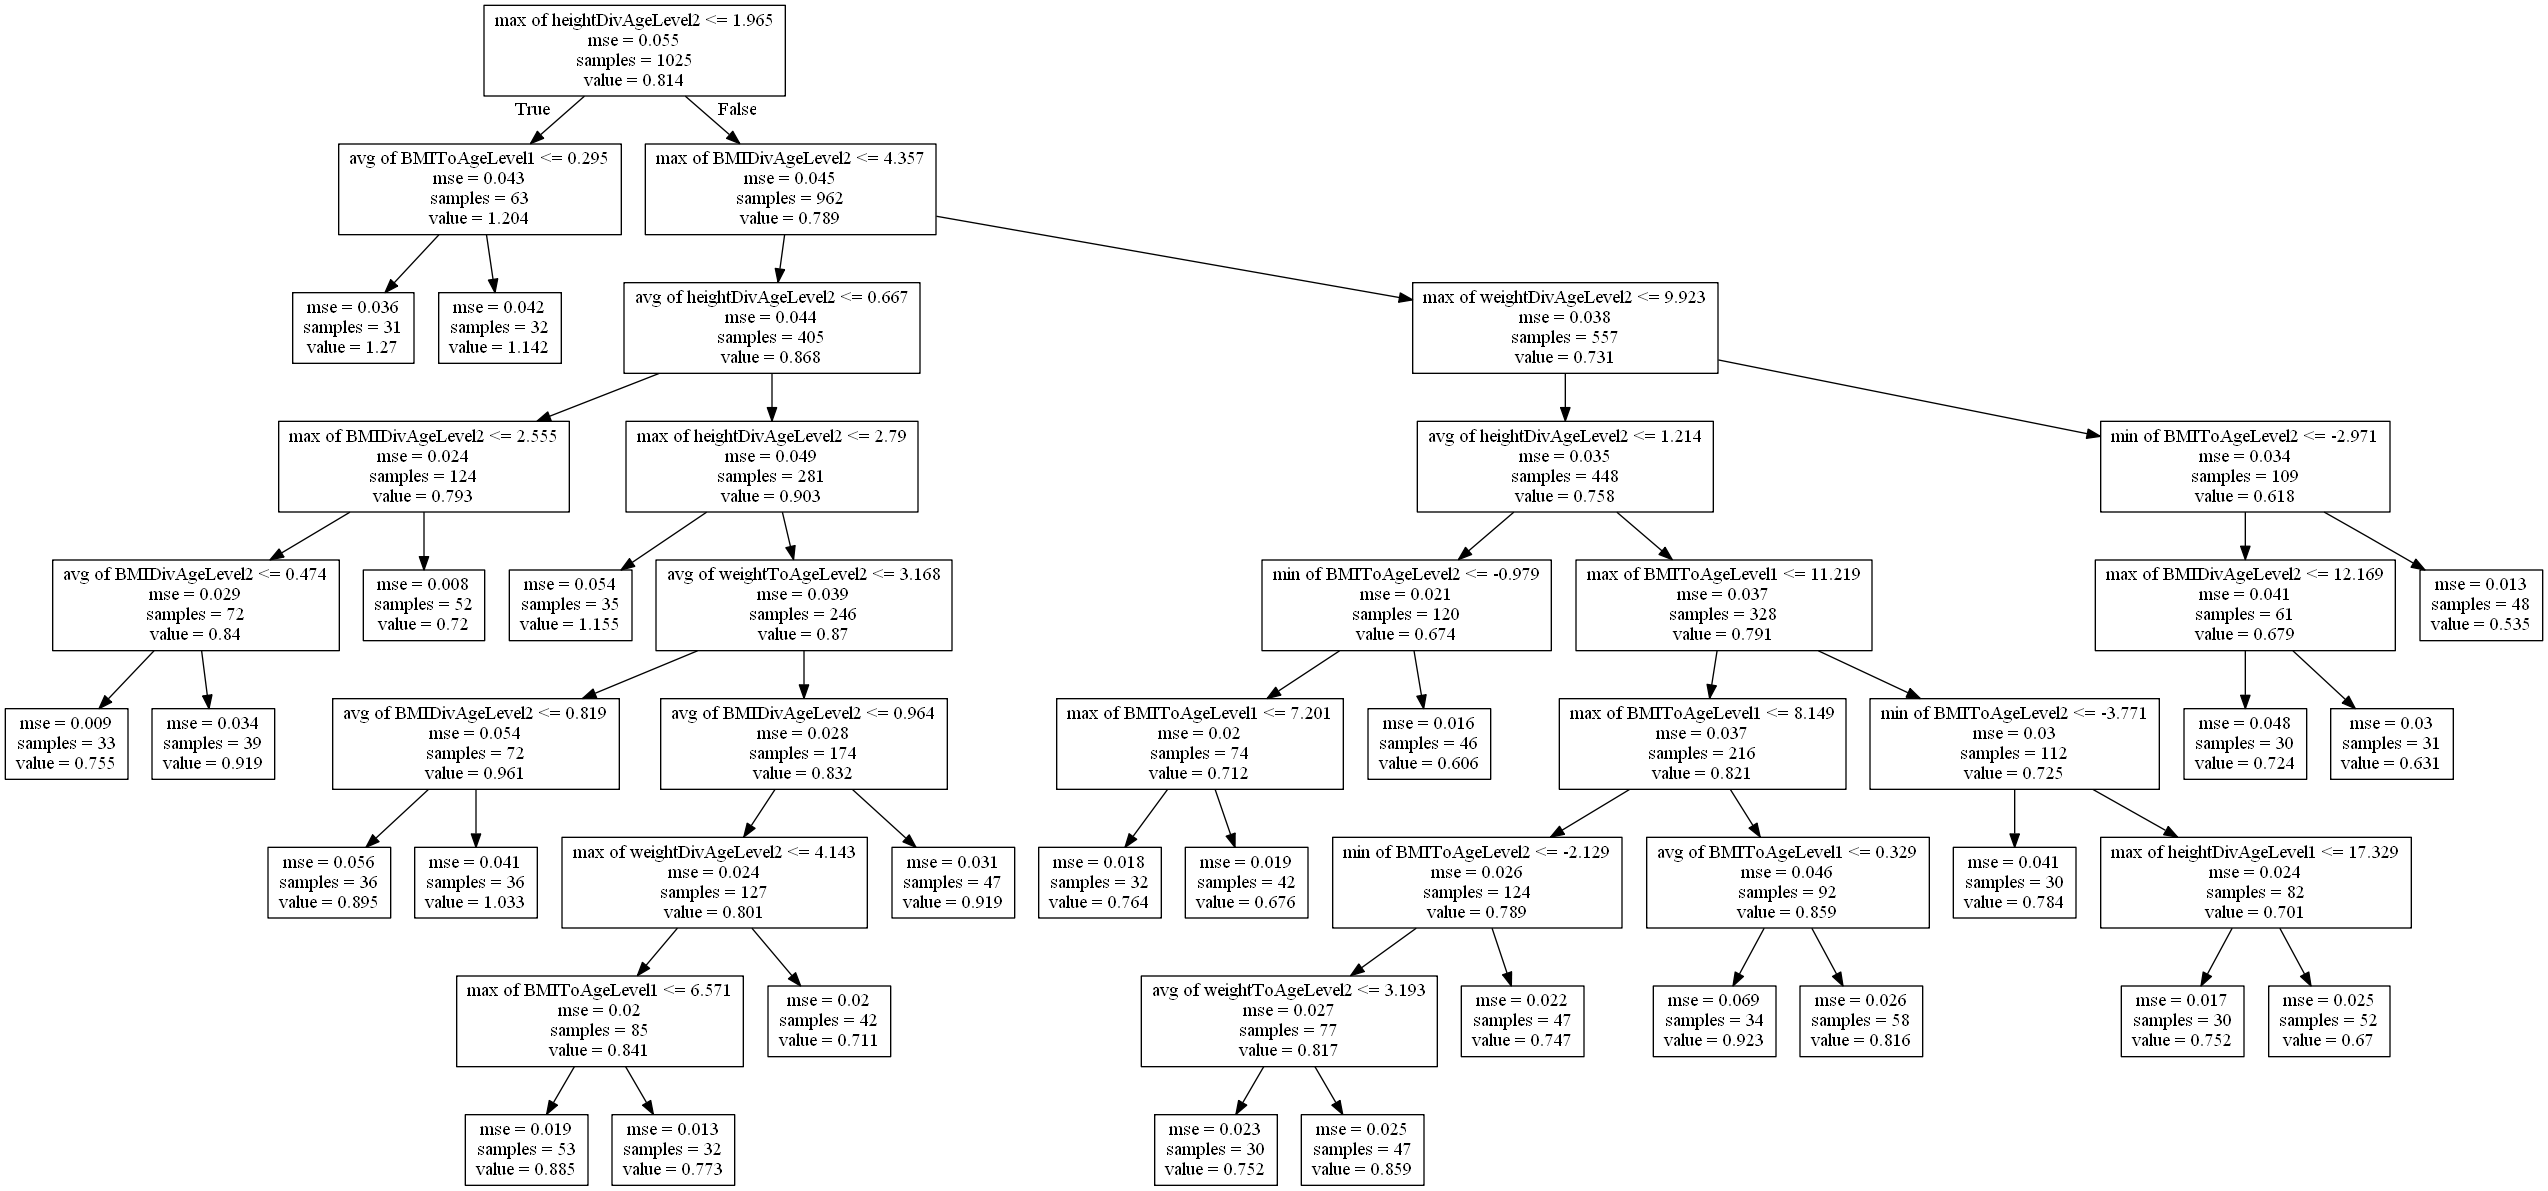 max of heightDivAgeLevel2 <= 1.965
mse = 0.055
samples = 1025
value = 0.814
True
False
avg of BMIToAgeLevel1 <= 0.295
mse = 0.043
samples = 63
value = 1.204
max of BMIDivAgeLevel2 <= 4.357
mse = 0.045
samples = 962
value = 0.789
mse = 0.036
samples = 31
value = 1.27
mse = 0.042
samples = 32
value = 1.142
avg of heightDivAgeLevel2 <= 0.667
mse = 0.044
samples = 405
value = 0.868
max of weightDivAgeLevel2 <= 9.923
mse = 0.038
samples = 557
value = 0.731
max of BMIDivAgeLevel2 <= 2.555
mse = 0.024
samples = 124
value = 0.793
max of heightDivAgeLevel2 <= 2.79
mse = 0.049
samples = 281
value = 0.903
avg of heightDivAgeLevel2 <= 1.214
mse = 0.035
samples = 448
value = 0.758
min of BMIToAgeLevel2 <= -2.971
mse = 0.034
samples = 109
value = 0.618
avg of BMIDivAgeLevel2 <= 0.474
mse = 0.029
samples = 72
value = 0.84
mse = 0.008
samples = 52
value = 0.72
mse = 0.054
samples = 35
value = 1.155
avg of weightToAgeLevel2 <= 3.168
mse = 0.039
samples = 246
value = 0.87
min of BMIToAgeLevel2 <= -0.979
mse = 0.021
samples = 120
value = 0.674
max of BMIToAgeLevel1 <= 11.219
mse = 0.037
samples = 328
value = 0.791
max of BMIDivAgeLevel2 <= 12.169
mse = 0.041
samples = 61
value = 0.679
mse = 0.013
samples = 48
value = 0.535
mse = 0.009
samples = 33
value = 0.755
mse = 0.034
samples = 39
value = 0.919
avg of BMIDivAgeLevel2 <= 0.819
mse = 0.054
samples = 72
value = 0.961
avg of BMIDivAgeLevel2 <= 0.964
mse = 0.028
samples = 174
value = 0.832
max of BMIToAgeLevel1 <= 7.201
mse = 0.02
samples = 74
value = 0.712
mse = 0.016
samples = 46
value = 0.606
max of BMIToAgeLevel1 <= 8.149
mse = 0.037
samples = 216
value = 0.821
min of BMIToAgeLevel2 <= -3.771
mse = 0.03
samples = 112
value = 0.725
mse = 0.048
samples = 30
value = 0.724
mse = 0.03
samples = 31
value = 0.631
mse = 0.056
samples = 36
value = 0.895
mse = 0.041
samples = 36
value = 1.033
max of weightDivAgeLevel2 <= 4.143
mse = 0.024
samples = 127
value = 0.801
mse = 0.031
samples = 47
value = 0.919
mse = 0.018
samples = 32
value = 0.764
mse = 0.019
samples = 42
value = 0.676
min of BMIToAgeLevel2 <= -2.129
mse = 0.026
samples = 124
value = 0.789
avg of BMIToAgeLevel1 <= 0.329
mse = 0.046
samples = 92
value = 0.859
mse = 0.041
samples = 30
value = 0.784
max of heightDivAgeLevel1 <= 17.329
mse = 0.024
samples = 82
value = 0.701
max of BMIToAgeLevel1 <= 6.571
mse = 0.02
samples = 85
value = 0.841
mse = 0.02
samples = 42
value = 0.711
avg of weightToAgeLevel2 <= 3.193
mse = 0.027
samples = 77
value = 0.817
mse = 0.022
samples = 47
value = 0.747
mse = 0.069
samples = 34
value = 0.923
mse = 0.026
samples = 58
value = 0.816
mse = 0.017
samples = 30
value = 0.752
mse = 0.025
samples = 52
value = 0.67
mse = 0.019
samples = 53
value = 0.885
mse = 0.013
samples = 32
value = 0.773
mse = 0.023
samples = 30
value = 0.752
mse = 0.025
samples = 47
value = 0.859